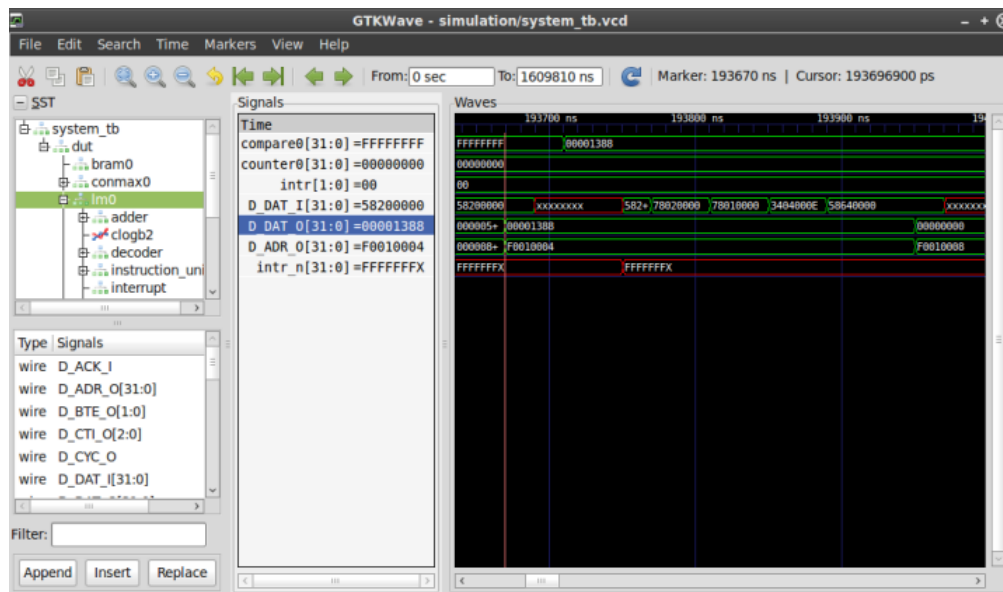 GTKWave - simulation/system_tb.vcd
File Edit Search Time Markers View Help
From: 0 sec To: 1609810 ns Marker: 193670 ns | Cursor: 193696900 ps
SST
system_tb
dut
bram0
conmax0
lm0
adder
clogb2
decoder
instruction_uni
interrupt
Type Signals
wire D_ACK_I
wire D_ADR_O[31:0]
wire D_BTE_O[1:0]
wire D_CTI_O[2:0]
wire D_CYC_O
wire D_DAT_I[31:0]
Filter:
Append Insert Replace
Signals
Time
compare0[31:0] =FFFFFFFF
counter0[31:0] =00000000
intr[1:0] =00
D_DAT_I[31:0] =58200000
D_DAT_O[31:0] =00001388
D_ADR_O[31:0] =F0010004
intr_n[31:0] =FFFFFFFX
Waves
193700 ns 193800 ns 193900 ns 19
FFFFFFFF 00001388
00000000
00
58200000 xxxxxxxx 582+ 78020000 78010000 3404000E 58640000 xxxxxxx
000005+ 00001388 00000000
000008+ F0010004 F0010008
FFFFFFFX FFFFFFFX